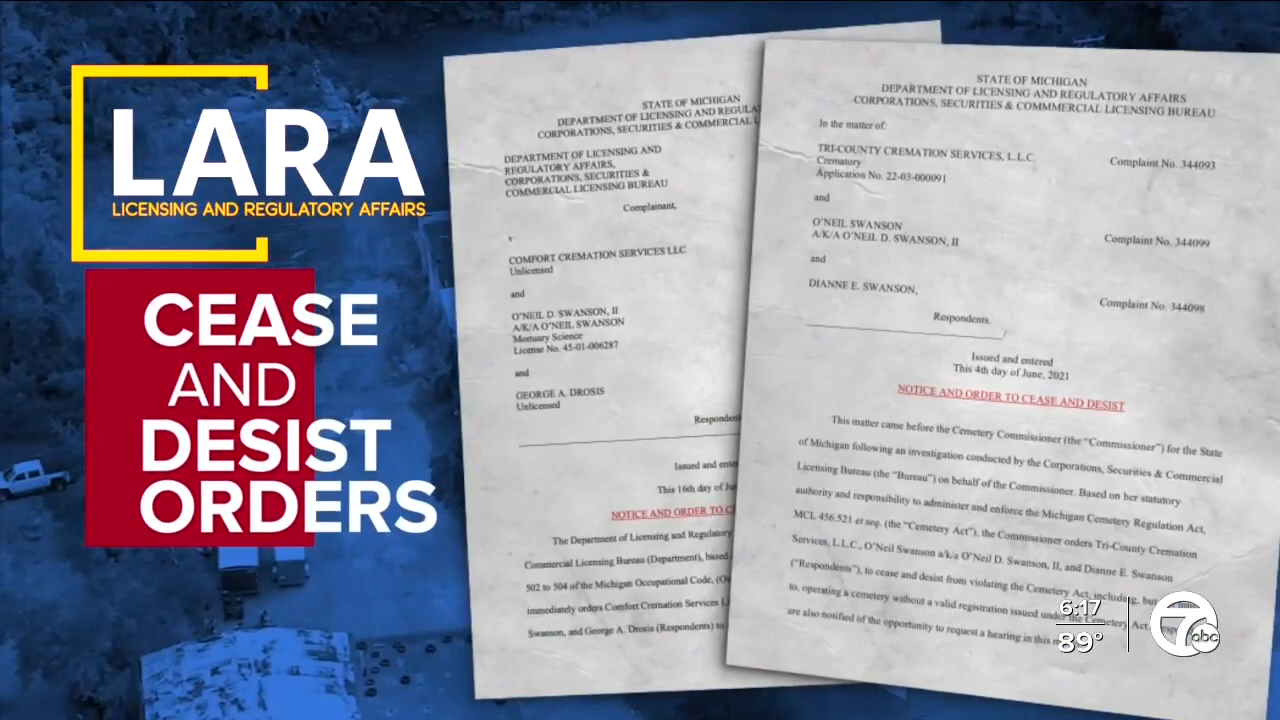 LARA
LICENSING AND REGULATORY AFFAIRS
CEASE
AND
DESIST
ORDERS
STATE OF MICHIGAN
DEPARTMENT OF LICENSING AND REGULAT
CORPORATIONS, SECURITIES & COMMERCIAL L
DEPARTMENT OF LICENSING AND
REGULATORY AFFAIRS,
CORPORATIONS, SECURITIES &
COMMERCIAL LICENSING BUREAU
Complainant,
v
COMFORT CREMATION SERVICES LLC
Unlicensed
and
O'NEIL D. SWANSON, II
A/K/A O'NEIL SWANSON
Mortuary Science
License No. 45-01-006287
and
GEORGE A. DROSIS
Unlicensed
Respondent
Issued and ente
This 16th day of Ju
NOTICE AND ORDER TO C
The Department of Licensing and Regulatory
Commercial Licensing Bureau (Department), based
502 to 504 of the Michigan Occupational Code, (O
immediately orders Comfort Cremation Services L
Swanson, and George A. Drosis (Respondents) to
STATE OF MICHIGAN
DEPARTMENT OF LICENSING AND REGULATORY AFFAIRS
CORPORATIONS, SECURITIES & COMMMERCIAL LICENSING BUREAU
In the matter of:
TRI-COUNTY CREMATION SERVICES, L.L.C. Complaint No. 344093
Crematory
Application No. 22-03-000091
and
O'NEIL SWANSON Complaint No. 344099
A/K/A O'NEIL D. SWANSON, II
and
DIANNE E. SWANSON, Complaint No. 344098
Respondents.
/
Issued and entered
This 4th day of June, 2021
NOTICE AND ORDER TO CEASE AND DESIST
This matter came before the Cemetery Commissioner (the "Commissioner") for the State
of Michigan following an investigation conducted by the Corporations, Securities & Commercial
Licensing Bureau (the "Bureau") on behalf of the Commissioner. Based on her statutory
authority and responsibility to administer and enforce the Michigan Cemetery Regulation Act,
MCL 456.521 et seq. (the "Cemetery Act"), the Commissioner orders Tri-County Cremation
Services, L.L.C., O'Neil Swanson a/k/a O'Neil D. Swanson, II, and Dianne E. Swanson
("Respondents"), to cease and desist from violating the Cemetery Act, including, but
to, operating a cemetery without a valid registration issued under the Cemetery Act.
are also notified of the opportunity to request a hearing in this
6:17
89°
7 abc